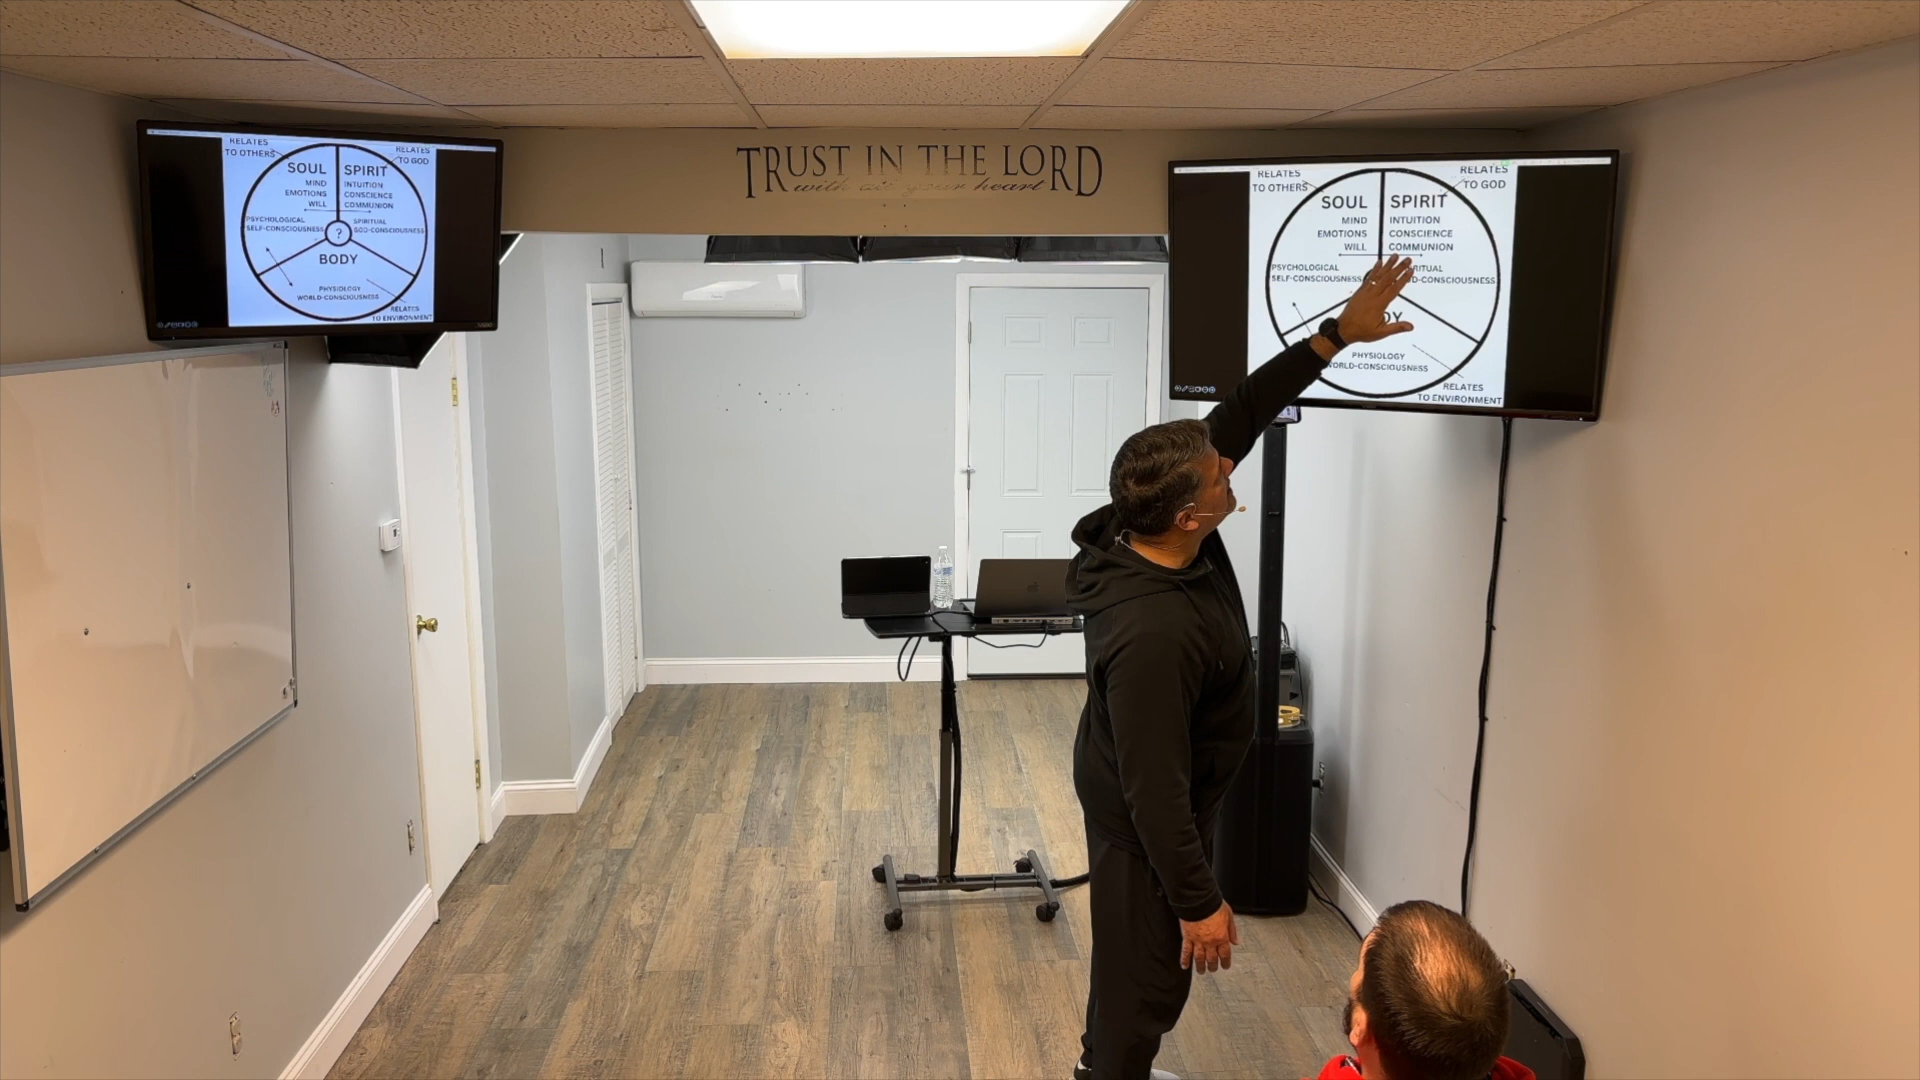 RELATES
TO OTHERS
RELATES
TO GOD
SOUL
SPIRIT
MIND
EMOTIONS
WILL
INTUITION
CONSCIENCE
COMMUNION
PSYCHOLOGICAL
SELF-CONSCIOUSNESS
SPIRITUAL
GOD-CONSCIOUSNESS
?
BODY
PHYSIOLOGY
WORLD-CONSCIOUSNESS
RELATES
TO ENVIRONMENT
TRUST IN THE LORD
with all your heart
RELATES
TO OTHERS
RELATES
TO GOD
SOUL
SPIRIT
MIND
EMOTIONS
WILL
INTUITION
CONSCIENCE
COMMUNION
PSYCHOLOGICAL
SELF-CONSCIOUSNESS
PHYSIOLOGY
RELATES
TO ENVIRONMENT